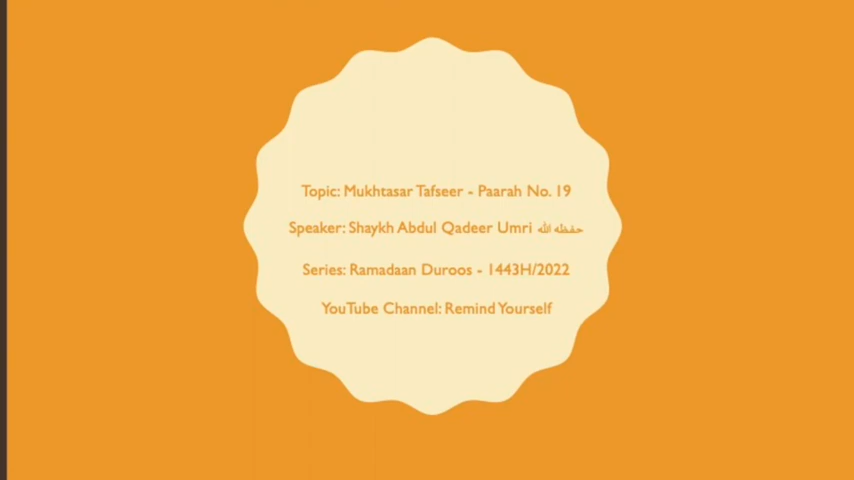 Topic: Mukhtasar Tafseer - Paarah No. 19
Speaker: Shaykh Abdul Qadeer Umri حفظه الله
Series: Ramadaan Duroos - 1443H/2022
YouTube Channel: Remind Yourself